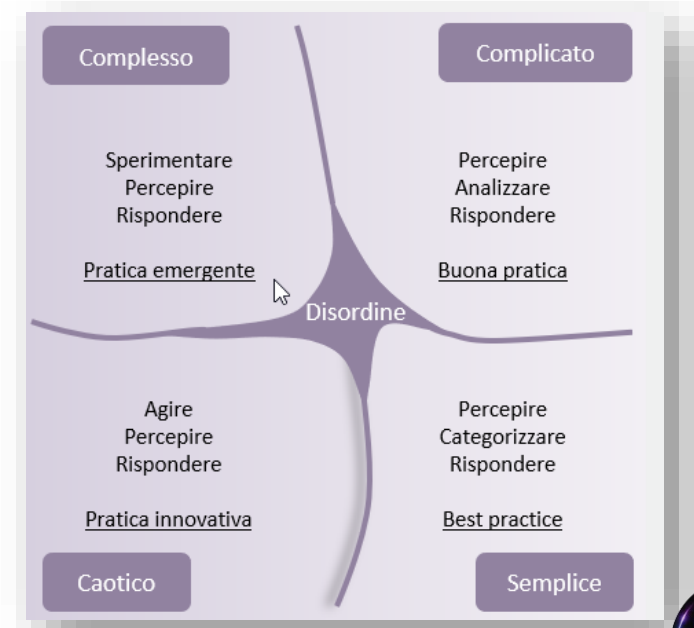 Complesso
Complicato
Sperimentare
Percepire
Rispondere
Pratica emergente
Percepire
Analizzare
Rispondere
Buona pratica
Disordine
Agire
Percepire
Rispondere
Pratica innovativa
Percepire
Categorizzare
Rispondere
Best practice
Caotico
Semplice